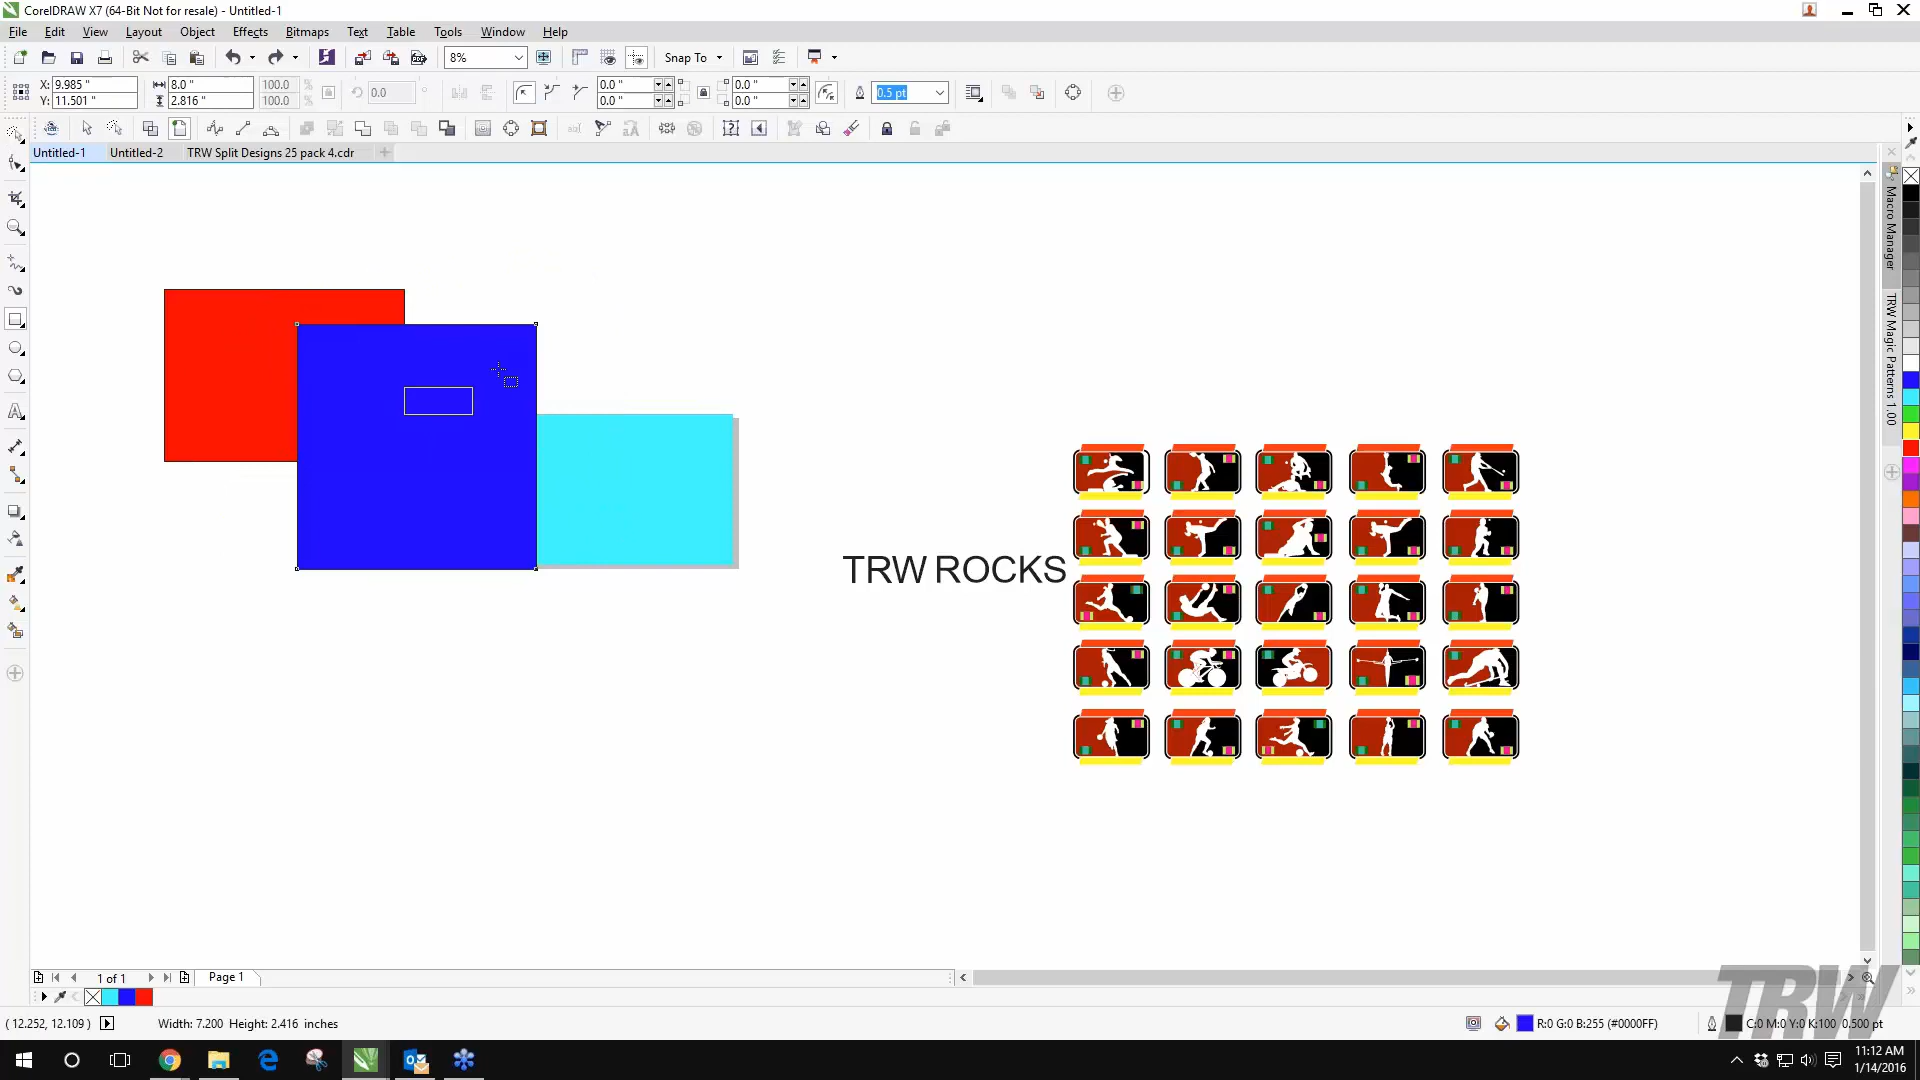 CorelDRAW X7 (64-Bit Not for resale) - Untitled-1
File Edit View Layout Object Effects Bitmaps Text Table Tools Window Help
8% Snap To
X: 9.985 " 8.0 " 100.0 % 0.0 ° 0.0 " 0.0 " 0.5 pt
Y: 11.501 " 2.816 " 100.0 % 0.0 " 0.0 "
Untitled-1 Untitled-2 TRW Split Designs 25 pack 4.cdr
Macro Manager
TRW Magic Patterns 1.00
TRW ROCKS
1 of 1 Page 1
TRW
( 12.252, 12.109 ) Width: 7.200 Height: 2.416 inches R:0 G:0 B:255 (#0000FF) C:0 M:0 Y:0 K:100 0.500 pt
11:12 AM
1/14/2016